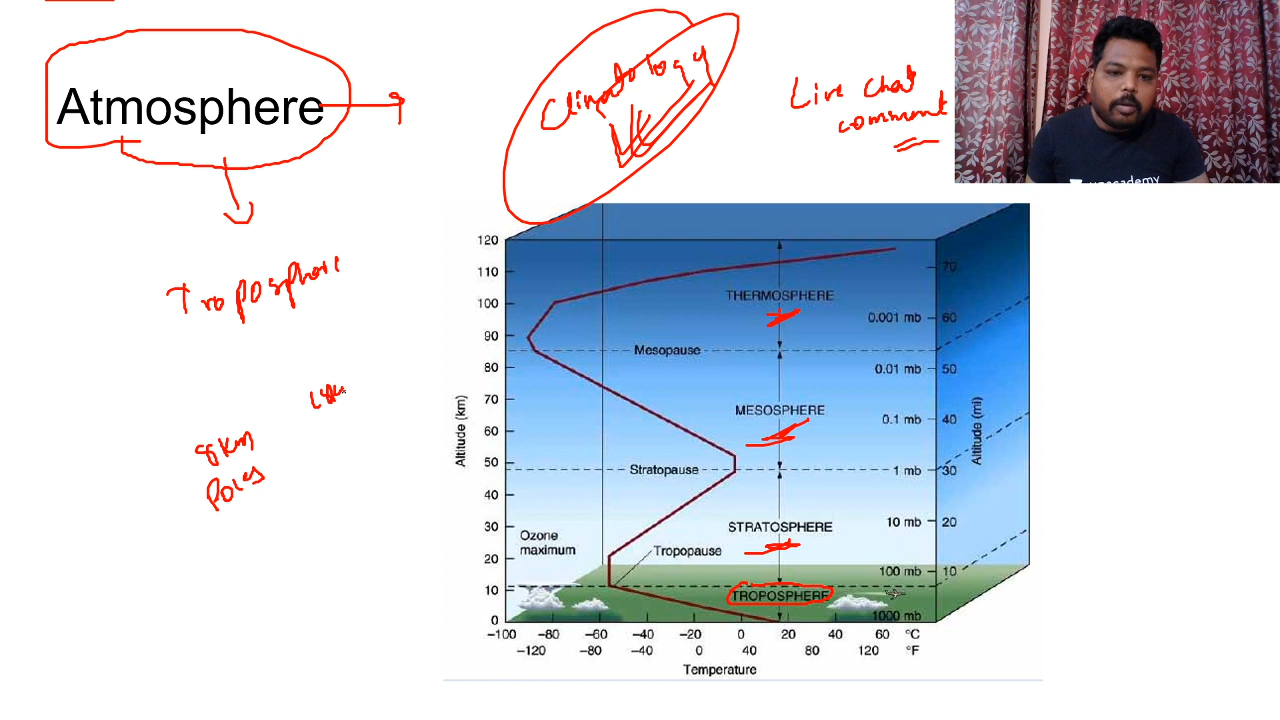 Atmosphere
Climatology
Live chat
comment
Troposphere
8km
Poles
120
110
100
90
80
70
60
50
40
30
20
10
0
Altitude (km)
THERMOSPHERE
Mesopause
MESOSPHERE
Stratopause
STRATOSPHERE
Ozone
maximum
Tropopause
TROPOSPHERE
0.001 mb
0.01 mb
0.1 mb
1 mb
10 mb
100 mb
1000 mb
70
60
50
40
30
20
10
Altitude (mi)
−100 −80 −60 −40 −20 0 20 40 60 °C
−120 −80 −40 0 40 80 120 °F
Temperature